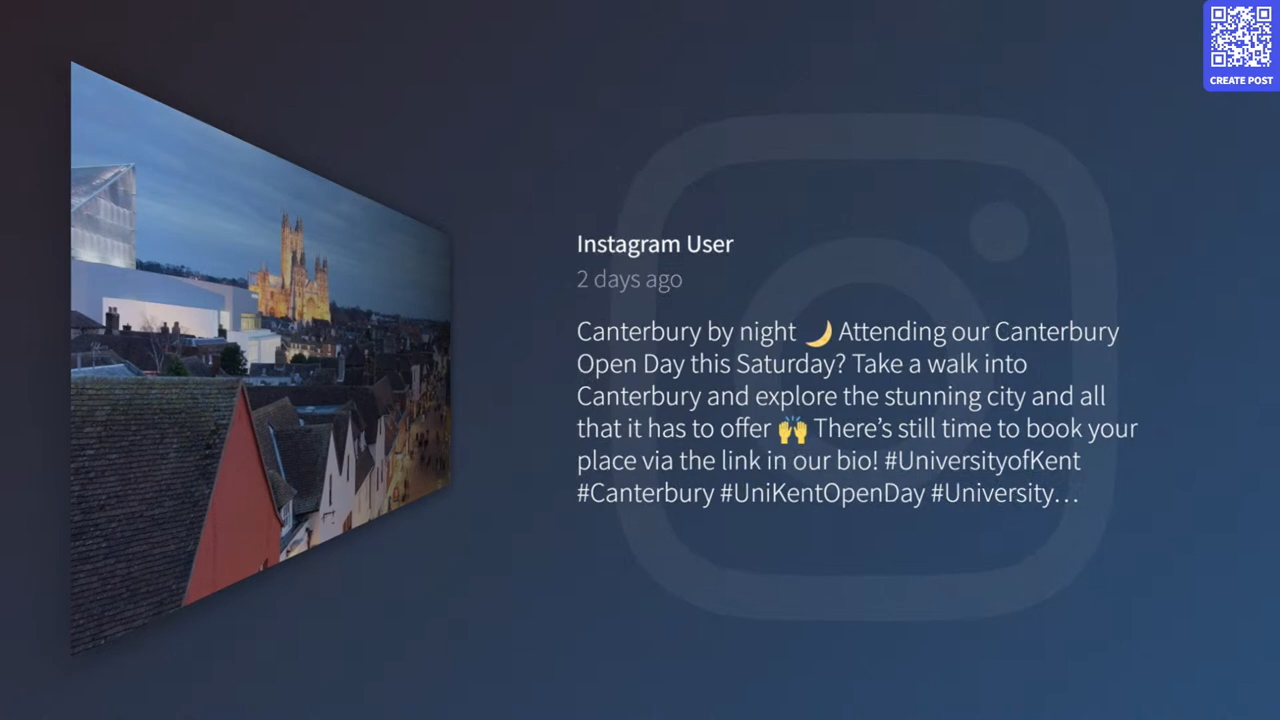 CREATE POST
Instagram User
2 days ago
Canterbury by night 🌙 Attending our Canterbury
Open Day this Saturday? Take a walk into
Canterbury and explore the stunning city and all
that it has to offer 🙌 There’s still time to book your
place via the link in our bio! #UniversityofKent
#Canterbury #UniKentOpenDay #University…